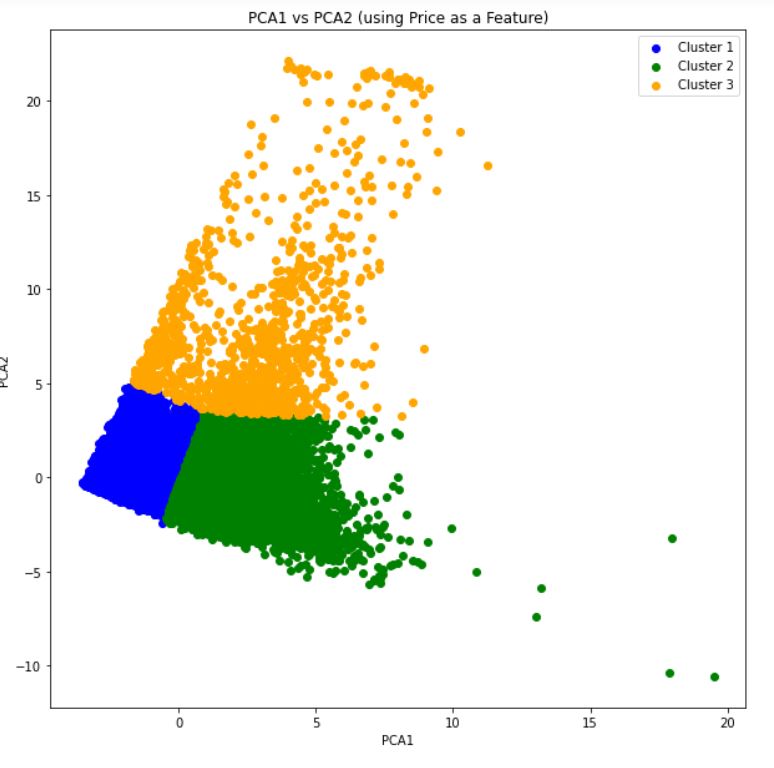 PCA1 vs PCA2 (using Price as a Feature)
Cluster 1
Cluster 2
Cluster 3
20
15
10
5
0
−5
−10
PCA2
0 5 10 15 20
PCA1